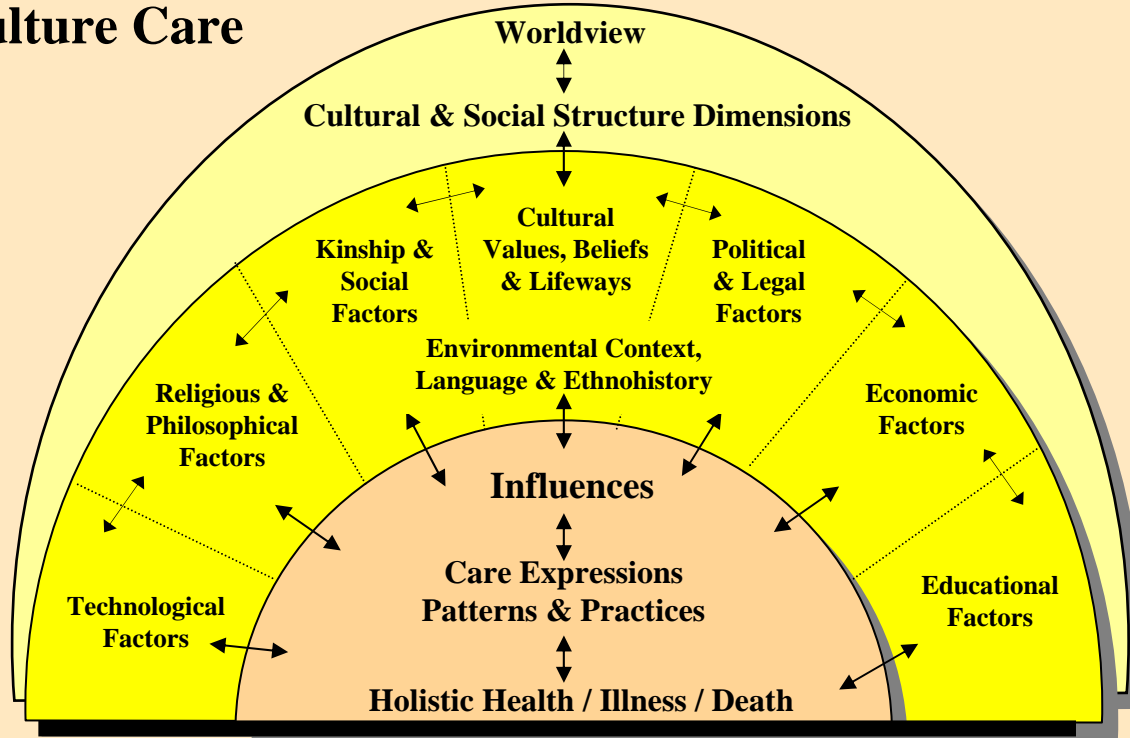 ulture Care
Worldview
Cultural & Social Structure Dimensions
Cultural
Values, Beliefs
& Lifeways
Kinship &
Social
Factors
Political
& Legal
Factors
Environmental Context,
Language & Ethnohistory
Religious &
Philosophical
Factors
Economic
Factors
Technological
Factors
Educational
Factors
Influences
Care Expressions
Patterns & Practices
Holistic Health / Illness / Death